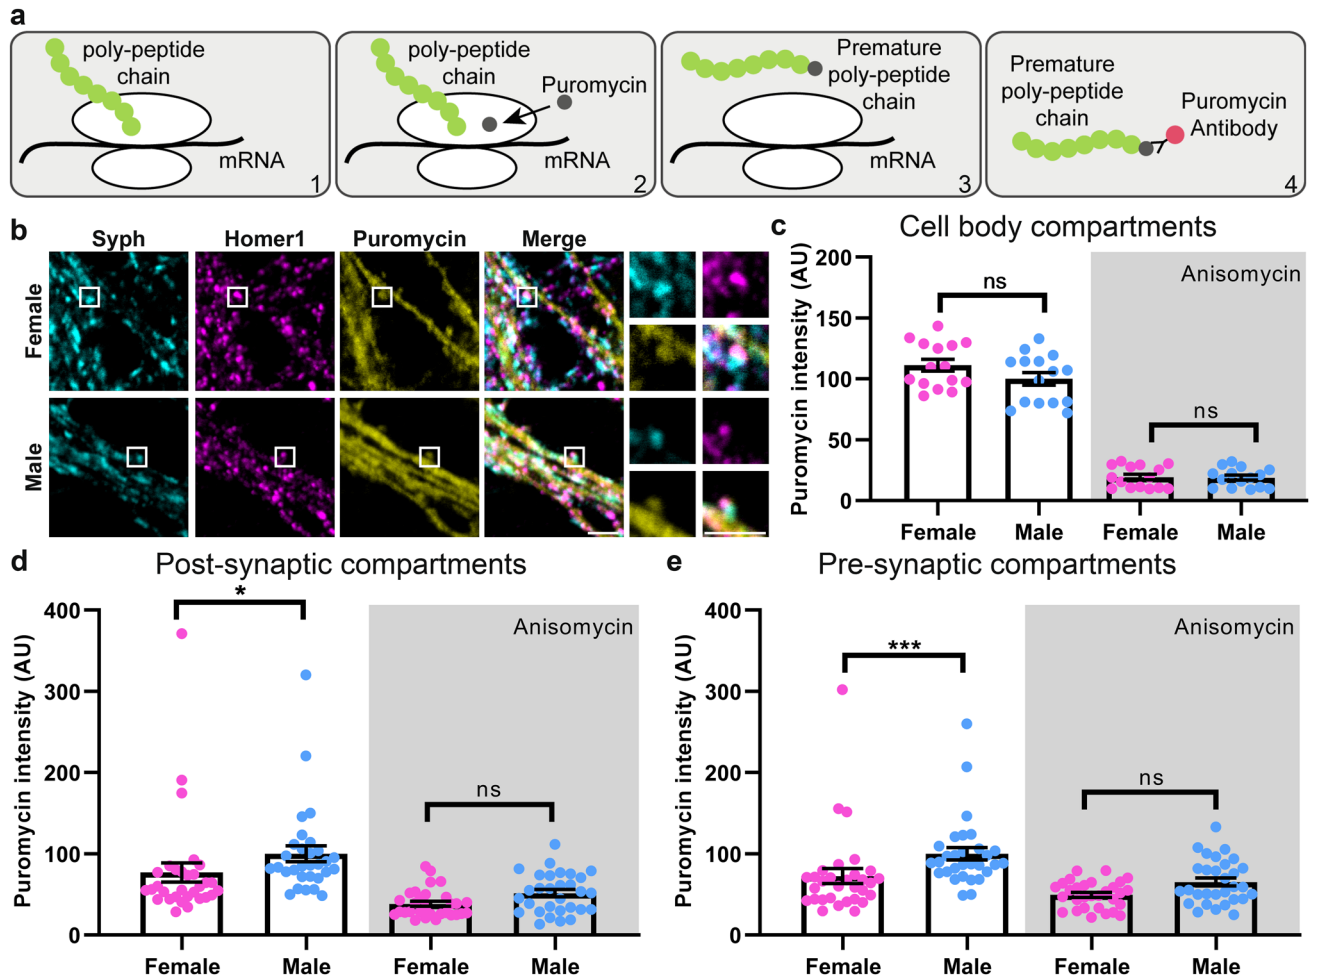 a
poly-peptide
chain
mRNA
1
poly-peptide
chain
Puromycin
mRNA
2
Premature
poly-peptide
chain
mRNA
3
Premature
poly-peptide
chain
Puromycin
Antibody
4
b
Syph
Homer1
Puromycin
Merge
Female
Male
c
Cell body compartments
Puromycin intensity (AU)
200
150
100
50
0
ns
Anisomycin
ns
Female
Male
Female
Male
d
Post-synaptic compartments
Puromycin intensity (AU)
400
300
200
100
0
*
Anisomycin
ns
Female
Male
Female
Male
e
Pre-synaptic compartments
Puromycin intensity (AU)
400
300
200
100
0
***
Anisomycin
ns
Female
Male
Female
Male